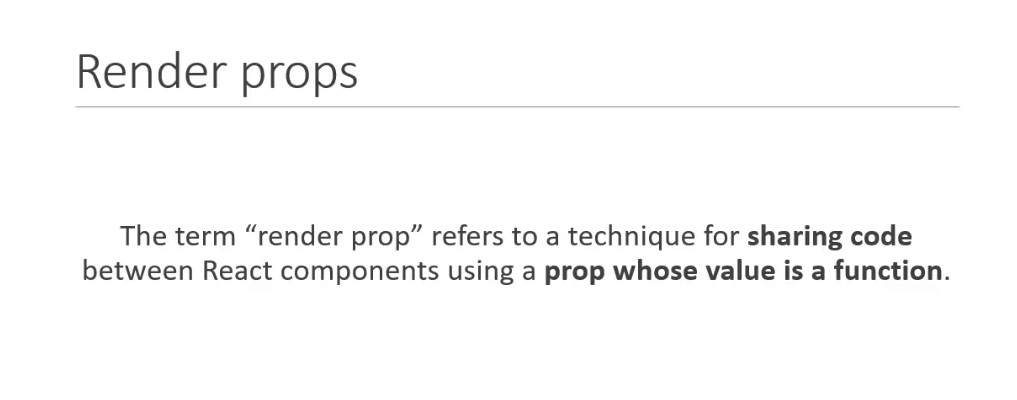 Render props
The term “render prop” refers to a technique for sharing code
between React components using a prop whose value is a function.